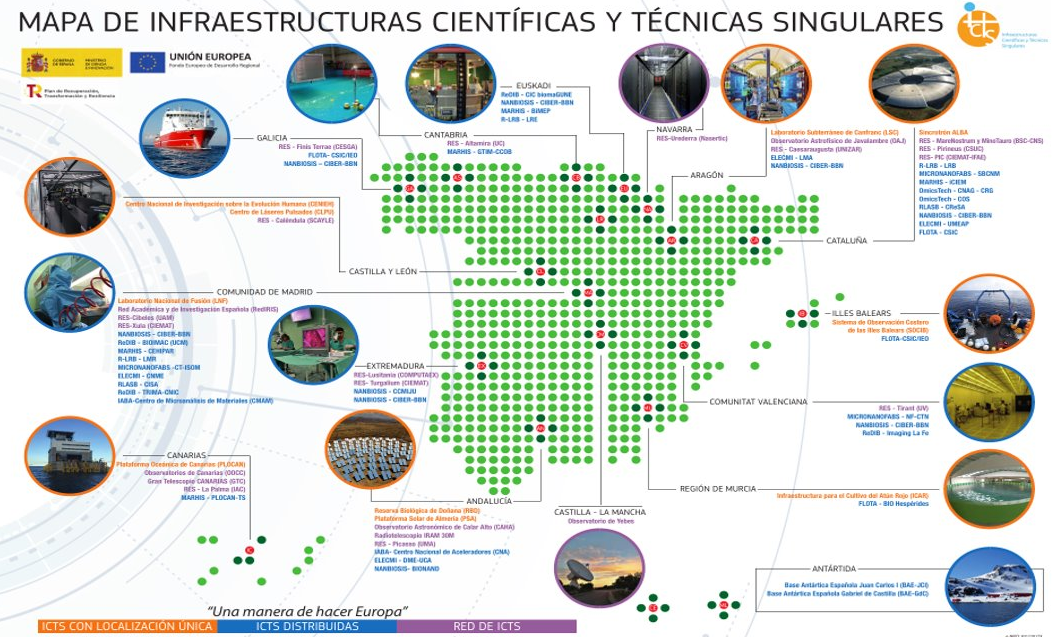 MAPA DE INFRAESTRUCTURAS CIENTÍFICAS Y TÉCNICAS SINGULARES
Infraestructuras
Científicas y Técnicas
Singulares
GOBIERNO
DE ESPAÑA
MINISTERIO
DE CIENCIA
E INNOVACIÓN
UNIÓN EUROPEA
Fondo Europeo de Desarrollo Regional
Plan de Recuperación,
Transformación y Resiliencia
GALICIA
RES - Finis Terrae (CESGA)
FLOTA- CSIC/IEO
NANBIOSIS - CIBER-BBN
CANTABRIA
RES - Altamira (UC)
MARHIS - GTIM-CCOB
EUSKADI
ReDIB - CIC biomaGUNE
NANBIOSIS - CIBER-BBN
MARHIS - BiMEP
R-LRB - LRE
NAVARRA
RES-Urederra (Nasertic)
ARAGÓN
Laboratorio Subterráneo de Canfranc (LSC)
Observatorio Astrofísico de Javalambre (OAJ)
RES - Caesaraugusta (UNIZAR)
ELECMI - LMA
NANBIOSIS - CIBER-BBN
CATALUÑA
Sincrotrón ALBA
RES - MareNostrum y MinoTauro (BSC-CNS)
RES - Pirineus (CSUC)
RES- PIC (CIEMAT-IFAE)
R-LRB - LRB
MICRONANOFABS - SBCNM
MARHIS - iCIEM
OmicsTech - CNAG - CRG
OmicsTech - COS
RLASB - CReSA
NANBIOSIS - CIBER-BBN
ELECMI - UMEAP
FLOTA - CSIC
Centro Nacional de Investigación sobre la Evolución Humana (CENIEH)
Centro de Láseres Pulsados (CLPU)
RES - Caléndula (SCAYLE)
CASTILLA Y LEÓN
COMUNIDAD DE MADRID
Laboratorio Nacional de Fusión (LNF)
Red Académica y de Investigación Española (RedIRIS)
RES-Cibeles (UAM)
RES-Xula (CIEMAT)
NANBIOSIS - CIBER-BBN
ReDIB - BIOIMAC (UCM)
MARHIS - CEHIPAR
R-LRB - LMR
MICRONANOFABS -CT-ISOM
ELECMI - CNME
RLASB - CISA
ReDIB - TRIMA-CNIC
IABA-Centro de Microanálisis de Materiales (CMAM)
ILLES BALEARS
Sistema de Observación Costero
de las Illes Balears (SOCIB)
FLOTA-CSIC/IEO
EXTREMADURA
RES-Lusitania (COMPUTAEX)
RES- Turgalium (CIEMAT)
NANBIOSIS - CCMIJU
NANBIOSIS - CIBER-BBN
COMUNITAT VALENCIANA
RES - Tirant (UV)
MICRONANOFABS - NF-CTN
NANBIOSIS - CIBER-BBN
ReDIB - Imaging La Fe
CANARIAS
Plataforma Oceánica de Canarias (PLOCAN)
Observatorios de Canarias (OOCC)
Gran Telescopio CANARIAS (GTC)
RES - La Palma (IAC)
MARHIS - PLOCAN-TS
REGIÓN DE MURCIA
Infraestructura para el Cultivo del Atún Rojo (ICAR)
FLOTA - BIO Hespérides
ANDALUCÍA
Reserva Biológica de Doñana (RBD)
Plataforma Solar de Almería (PSA)
Observatorio Astronómico de Calar Alto (CAHA)
Radiotelescopio IRAM 30M
RES - Picasso (UMA)
IABA- Centro Nacional de Aceleradores (CNA)
ELECMI - DME-UCA
NANBIOSIS- BIONAND
CASTILLA - LA MANCHA
Observatorio de Yebes
ANTÁRTIDA
Base Antártica Española Juan Carlos I (BAE-JCI)
Base Antártica Española Gabriel de Castilla (BAE-GdC)
"Una manera de hacer Europa"
ICTS CON LOCALIZACIÓN ÚNICA
ICTS DISTRIBUIDAS
RED DE ICTS